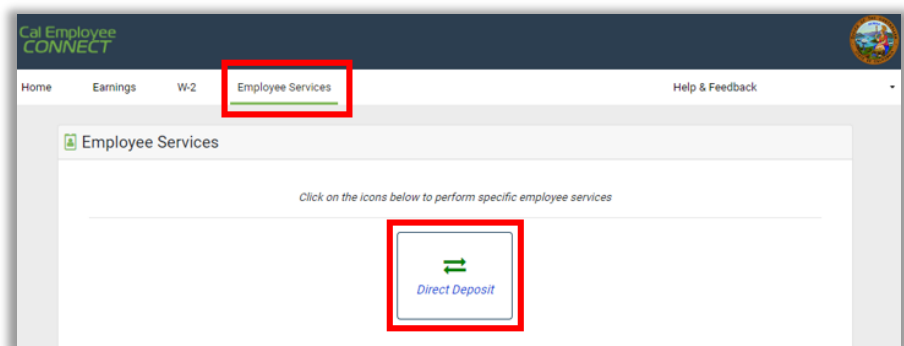 Cal Employee
CONNECT
Home Earnings W-2 Employee Services Help & Feedback
Employee Services
Click on the icons below to perform specific employee services
Direct Deposit